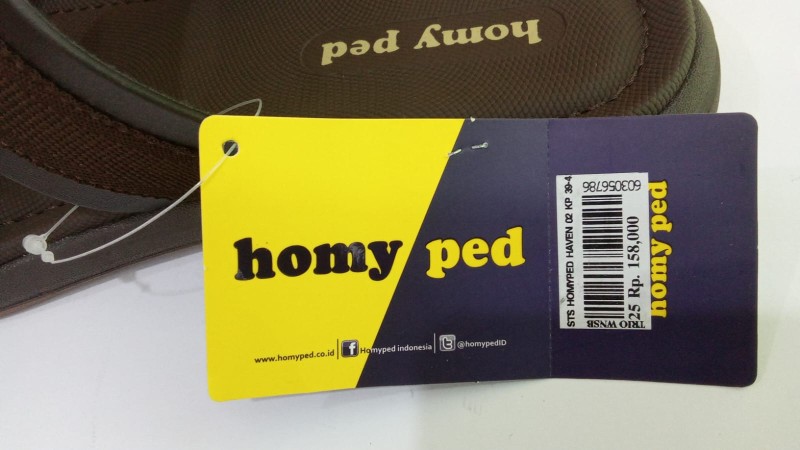 homy ped
homy ped
www.homyped.co.id
Homyped indonesia
@homypedID
STS HOMYPED HAVEN 02 KP 39-4
603056786
TRIO WNSB
25 Rp. 158,000
homy ped